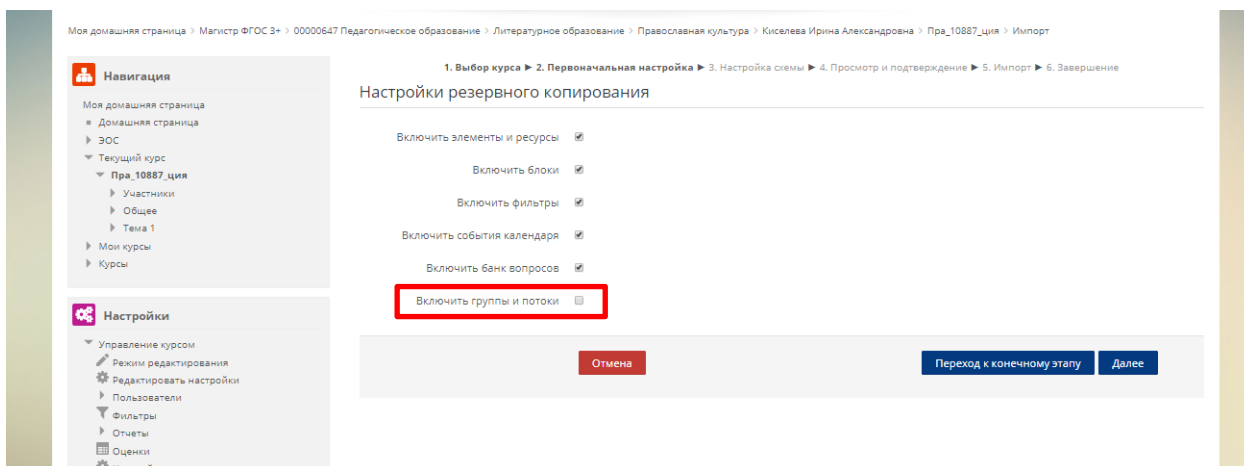 Моя домашняя страница > Магистр ФГОС 3+ > 00000647 Педагогическое образование > Литературное образование > Православная культура > Киселева Ирина Александровна > Пра_10887_ция > Импорт
Навигация
Моя домашняя страница
Домашняя страница
ЭОС
Текущий курс
Пра_10887_ция
Участники
Общее
Тема 1
Мои курсы
Курсы
Настройки
Управление курсом
Режим редактирования
Редактировать настройки
Пользователи
Фильтры
Отчеты
Оценки
1. Выбор курса ► 2. Первоначальная настройка ► 3. Настройка схемы ► 4. Просмотр и подтверждение ► 5. Импорт ► 6. Завершение
Настройки резервного копирования
Включить элементы и ресурсы
Включить блоки
Включить фильтры
Включить события календаря
Включить банк вопросов
Включить группы и потоки
Отмена
Переход к конечному этапу
Далее